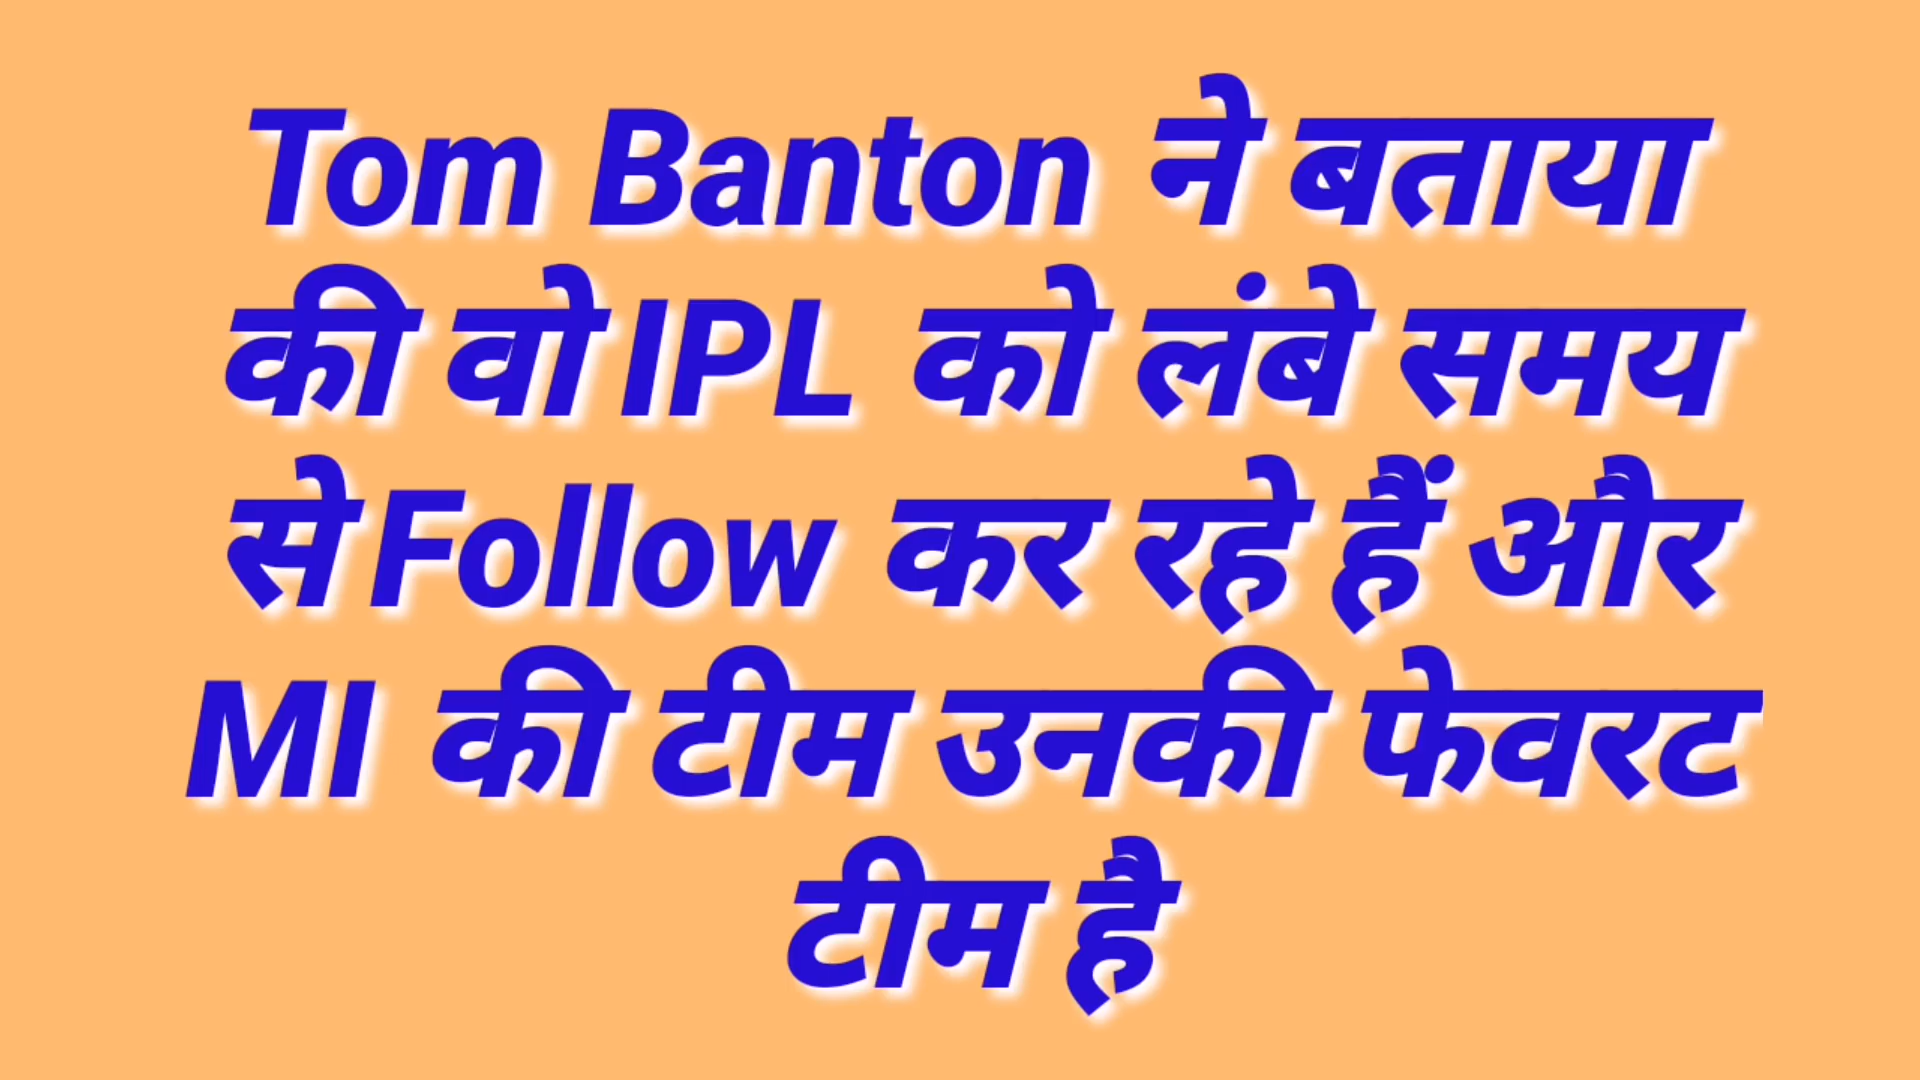 Tom Banton ने बताया
की वो IPL को लंबे समय
से Follow कर रहे हैं और
MI की टीम उनकी फेवरट
टीम है